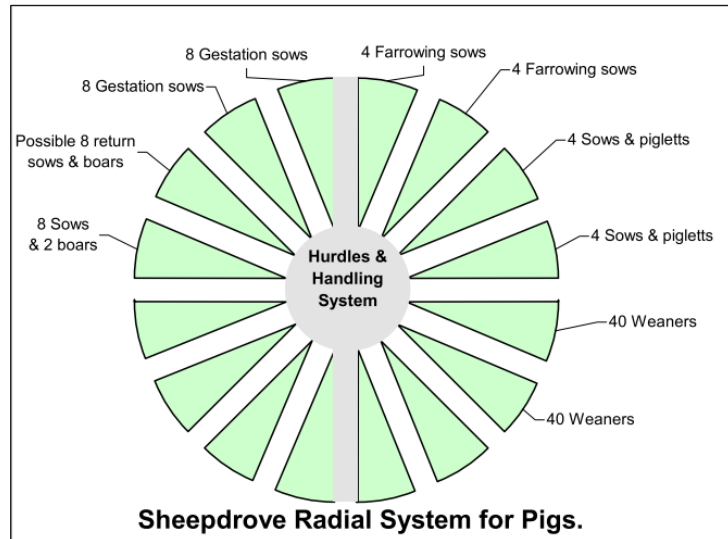 8 Gestation sows
4 Farrowing sows
8 Gestation sows
4 Farrowing sows
Possible 8 return
sows & boars
4 Sows & pigletts
8 Sows
& 2 boars
4 Sows & pigletts
Hurdles &
Handling
System
40 Weaners
40 Weaners
Sheepdrove Radial System for Pigs.